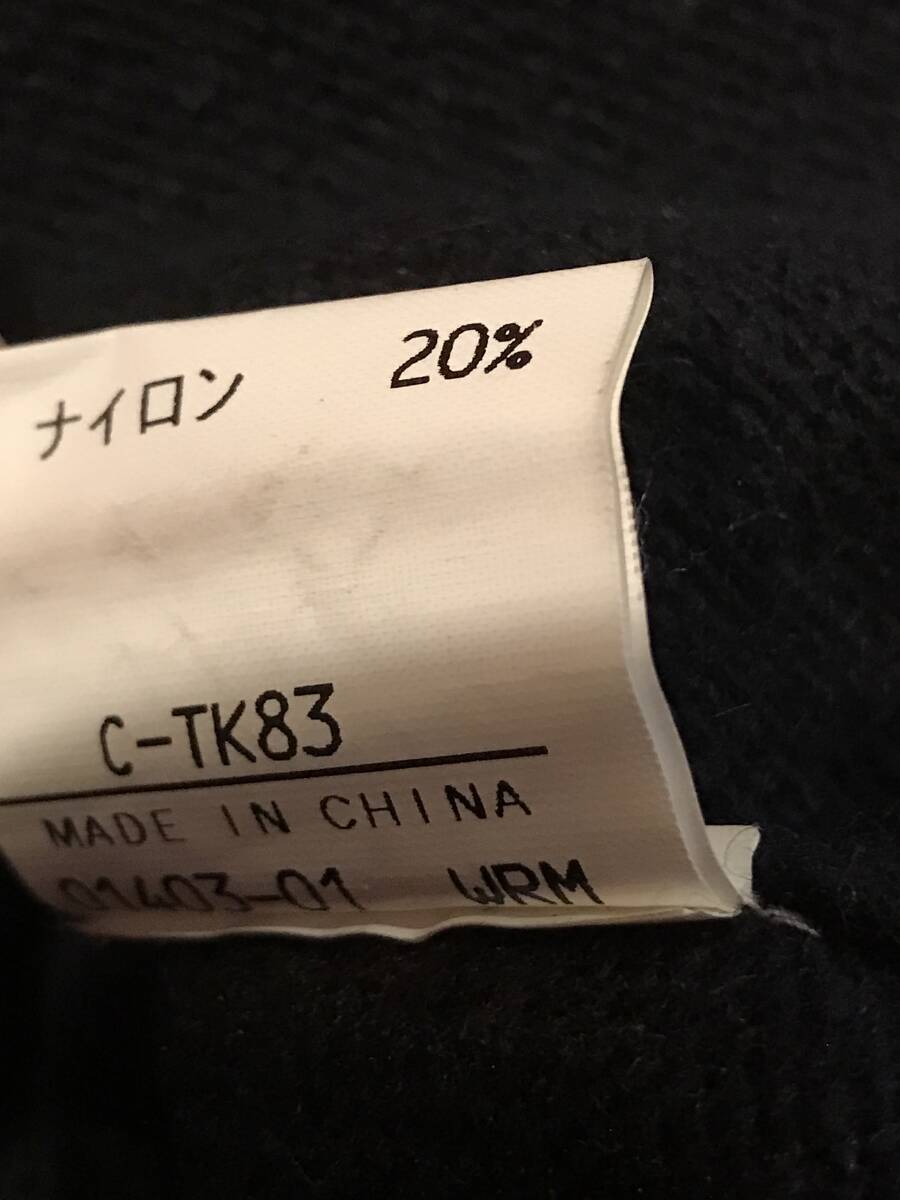 ナイロン 20%
C-TK83
MADE IN CHINA
01403-01 WRM